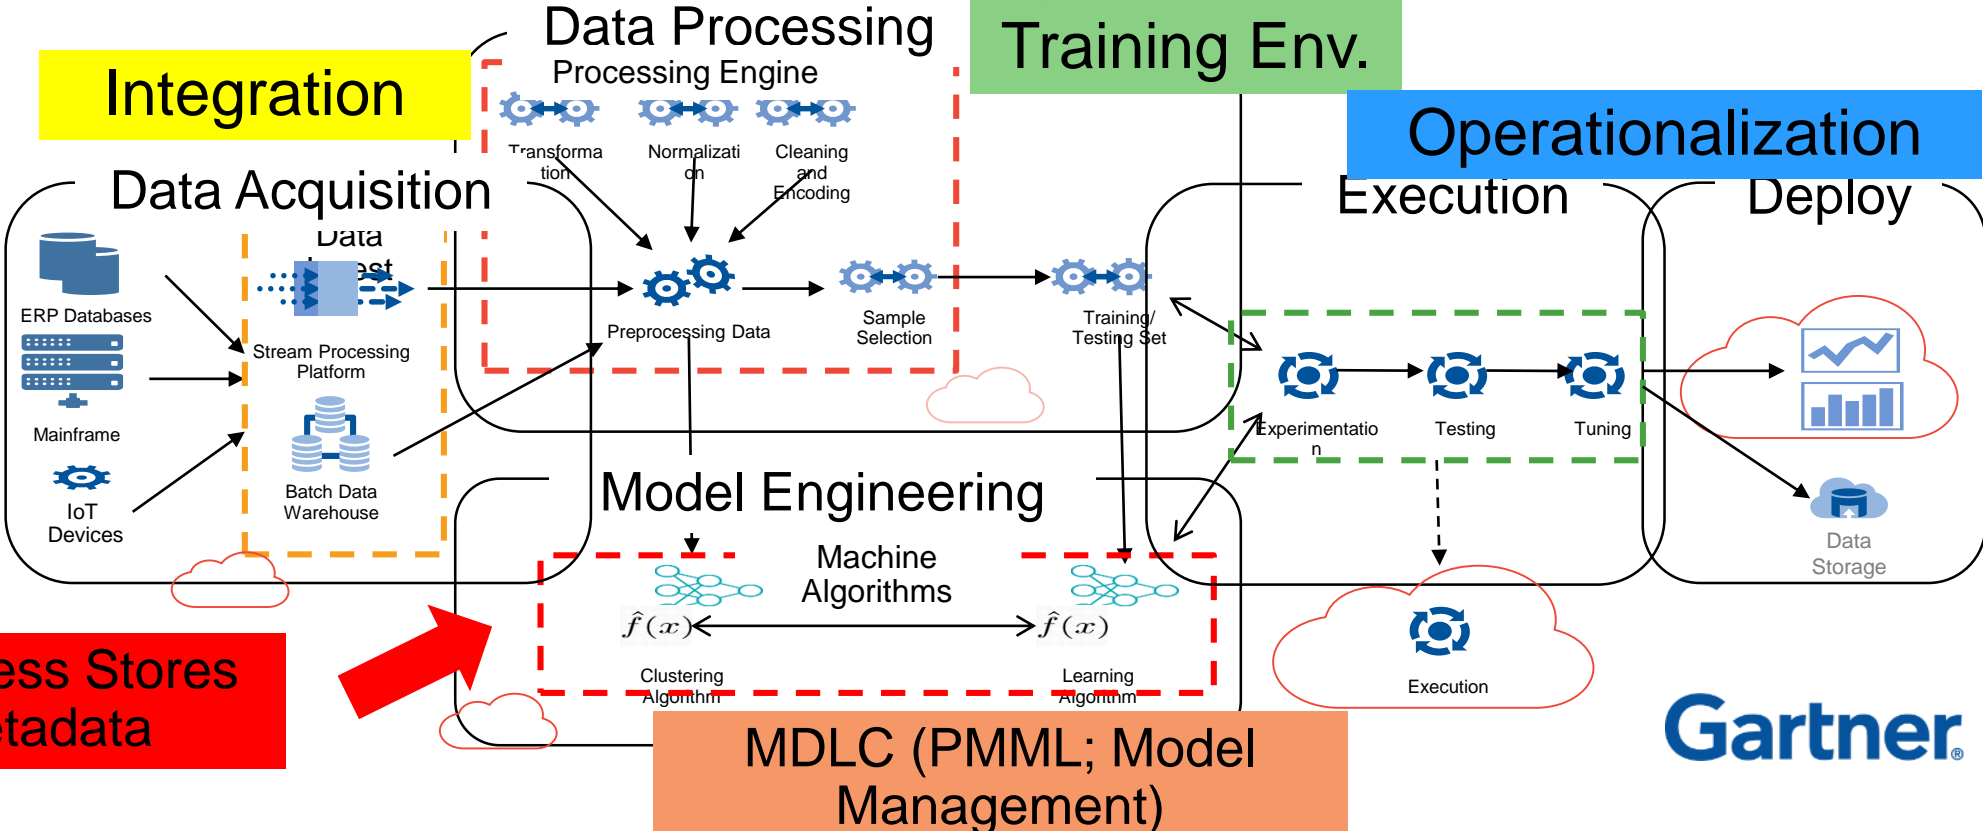 Data Processing
Processing Engine
Training Env.
Integration
Operationalization
Transforma
tion
Normalizati
on
Cleaning
and
Encoding
Data Acquisition
Execution
Deploy
Data
ERP Databases
Stream Processing
Platform
Preprocessing Data
Sample
Selection
Training/
Testing Set
Mainframe
Experimentatio
n
Testing
Tuning
Batch Data
Warehouse
IoT
Devices
Model Engineering
Machine
Algorithms
Data
Storage
f̂(x)
f̂(x)
Clustering
Algorithm
Learning
Algorithm
Execution
Stores
MDLC (PMML; Model
Management)
Gartner®